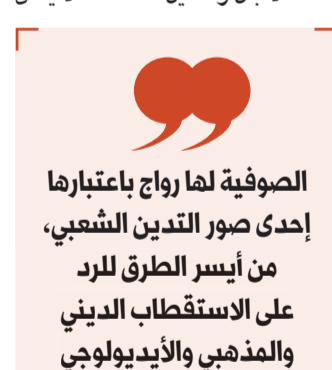 الصوفية لها رواج باعتبارها
إحدى صور التدين الشعبي،
من أيسر الطرق للرد
على الاستقطاب الديني
والمذهبي والأيديولوجي